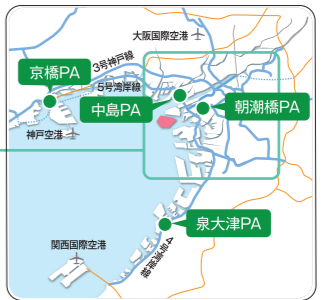 大阪国際空港
3号神戸線
京橋PA
5号湾岸線
中島PA
朝潮橋PA
神戸空港
泉大津PA
関西国際空港
4号湾岸線